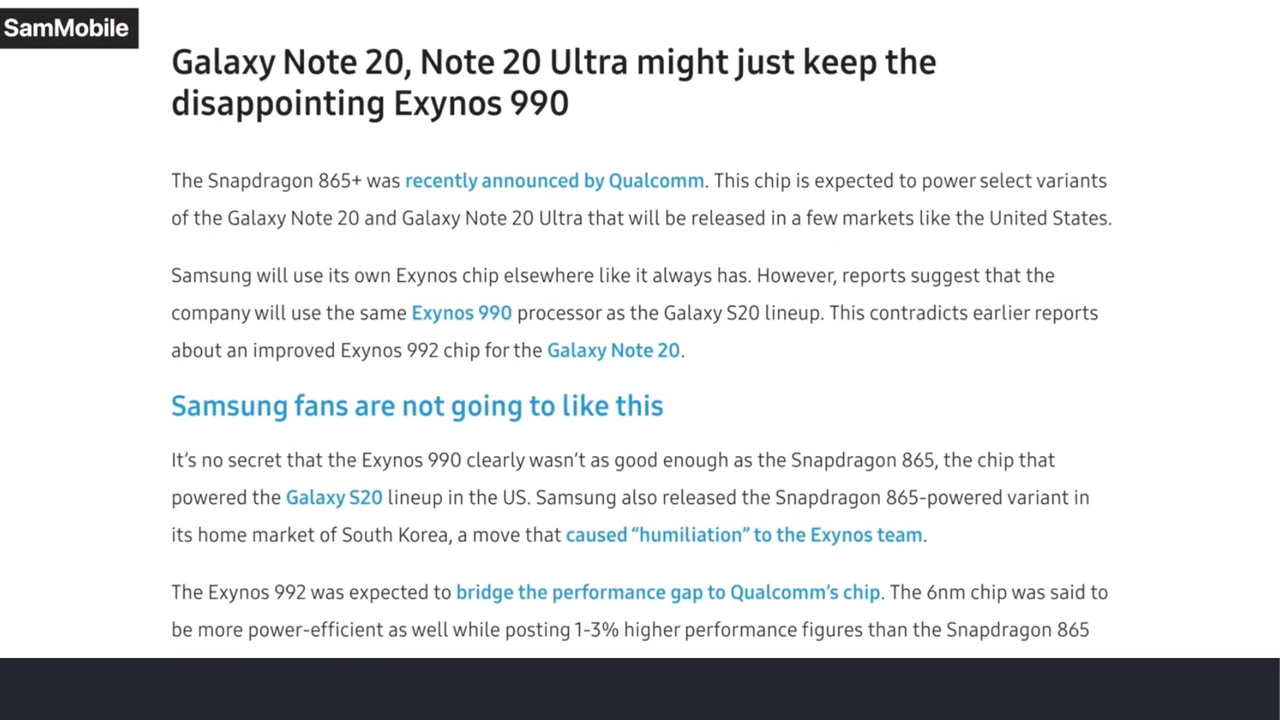 SamMobile
Galaxy Note 20, Note 20 Ultra might just keep the
disappointing Exynos 990
The Snapdragon 865+ was recently announced by Qualcomm. This chip is expected to power select variants
of the Galaxy Note 20 and Galaxy Note 20 Ultra that will be released in a few markets like the United States.
Samsung will use its own Exynos chip elsewhere like it always has. However, reports suggest that the
company will use the same Exynos 990 processor as the Galaxy S20 lineup. This contradicts earlier reports
about an improved Exynos 992 chip for the Galaxy Note 20.
Samsung fans are not going to like this
It’s no secret that the Exynos 990 clearly wasn’t as good enough as the Snapdragon 865, the chip that
powered the Galaxy S20 lineup in the US. Samsung also released the Snapdragon 865-powered variant in
its home market of South Korea, a move that caused “humiliation” to the Exynos team.
The Exynos 992 was expected to bridge the performance gap to Qualcomm’s chip. The 6nm chip was said to
be more power-efficient as well while posting 1-3% higher performance figures than the Snapdragon 865